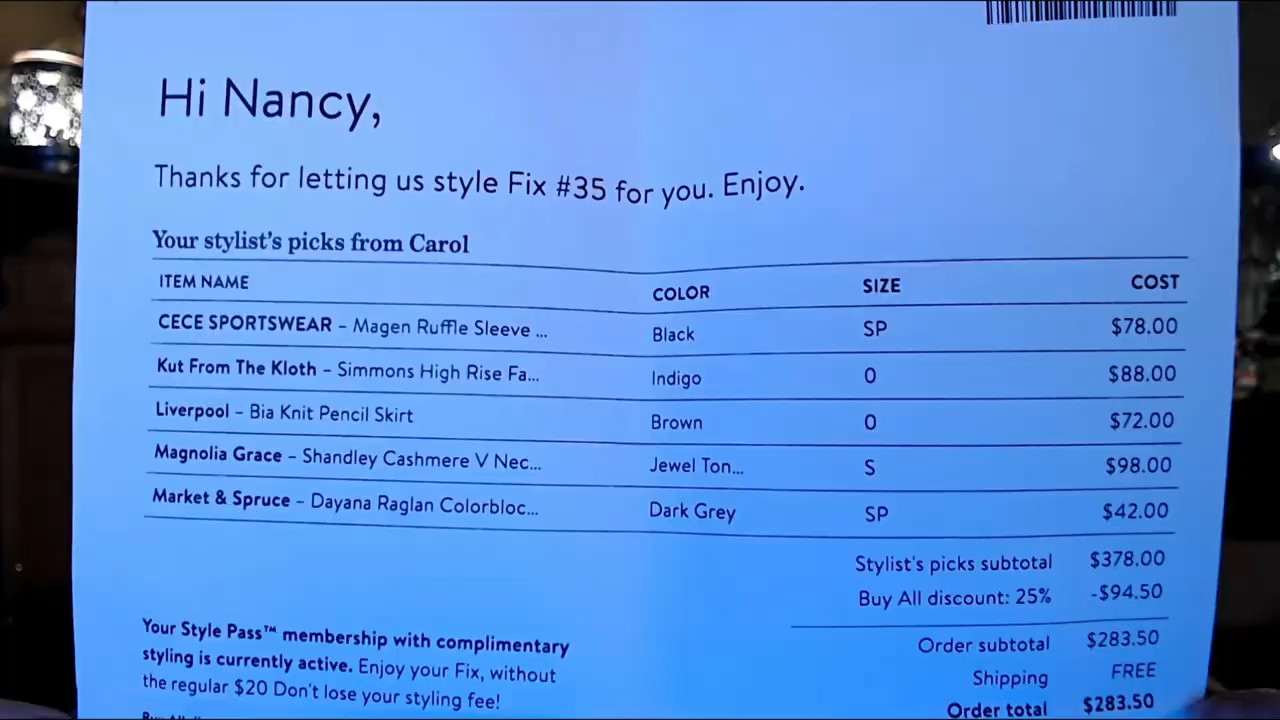 Hi Nancy,
Thanks for letting us style Fix #35 for you. Enjoy.
Your stylist's picks from Carol
ITEM NAME COLOR SIZE COST
CECE SPORTSWEAR – Magen Ruffle Sleeve ... Black SP $78.00
Kut From The Kloth – Simmons High Rise Fa... Indigo 0 $88.00
Liverpool – Bia Knit Pencil Skirt Brown 0 $72.00
Magnolia Grace – Shandley Cashmere V Nec... Jewel Ton... S $98.00
Market & Spruce – Dayana Raglan Colorbloc... Dark Grey SP $42.00
Stylist's picks subtotal $378.00
Buy All discount: 25% -$94.50
Order subtotal $283.50
Shipping FREE
Order total $283.50
Your Style Pass™ membership with complimentary
styling is currently active. Enjoy your Fix, without
the regular $20 Don't lose your styling fee!